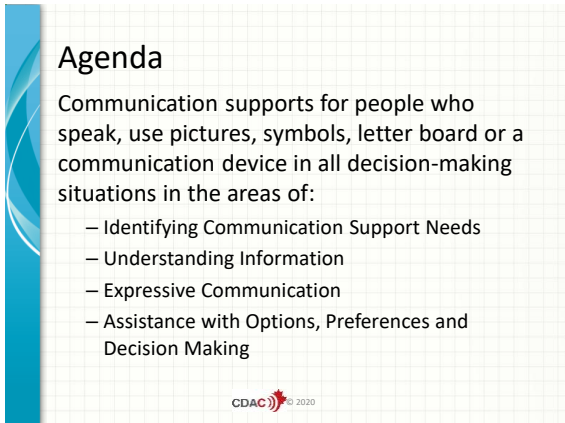 Agenda
Communication supports for people who
speak, use pictures, symbols, letter board or a
communication device in all decision-making
situations in the areas of:
– Identifying Communication Support Needs
– Understanding Information
– Expressive Communication
– Assistance with Options, Preferences and
Decision Making
CDAC © 2020